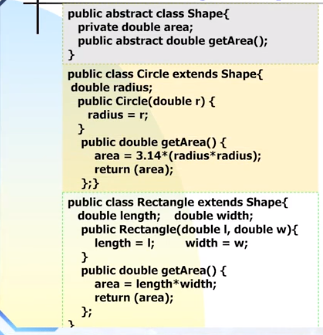 public abstract class Shape{
private double area;
public abstract double getArea();
}
public class Circle extends Shape{
double radius;
public Circle(double r) {
radius = r;
}
public double getArea() {
area = 3.14*(radius*radius);
return (area);
};}
public class Rectangle extends Shape{
double length; double width;
public Rectangle(double l, double w){
length = l; width = w;
}
public double getArea() {
area = length*width;
return (area);
};
}